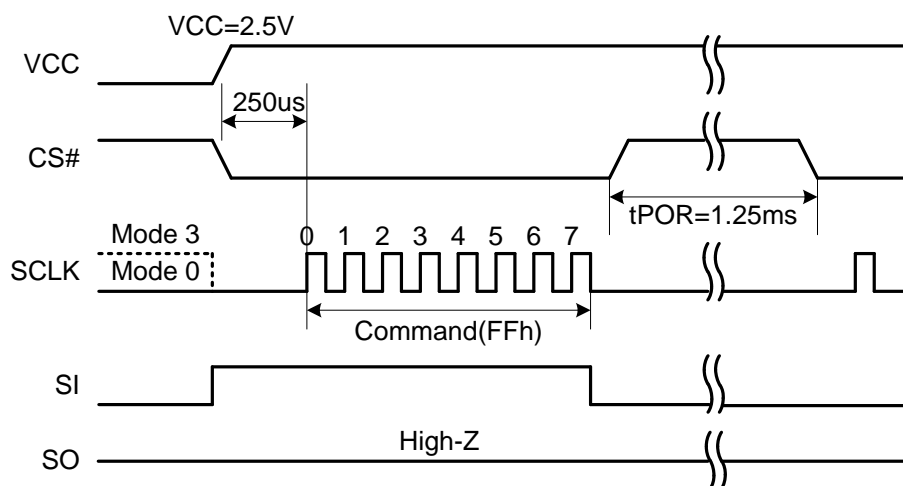 VCC=2.5V
VCC
250us
CS#
tPOR=1.25ms
Mode 3
0 1 2 3 4 5 6 7
SCLK
Mode 0
Command(FFh)
SI
High-Z
SO